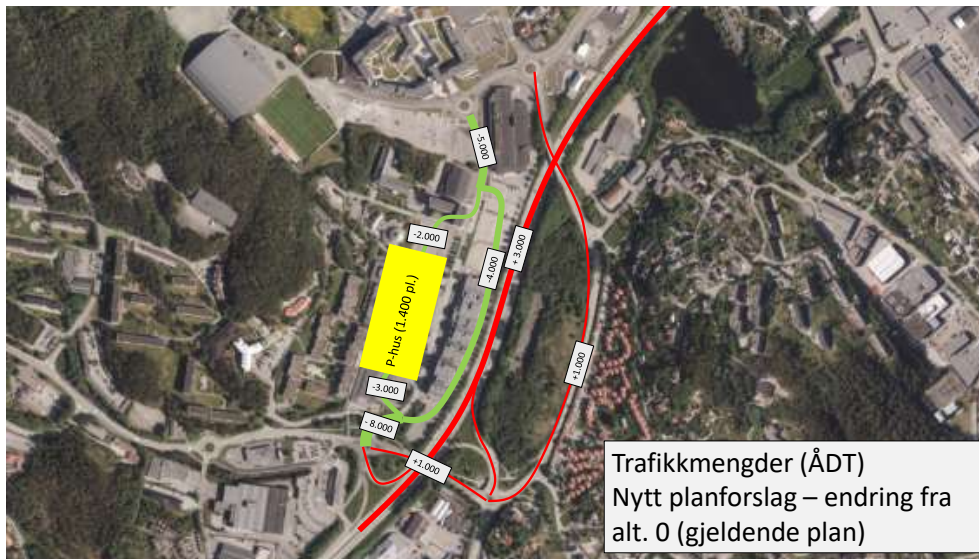 -5.000
-2.000
-4.000
+ 3.000
P-hus (1.400 pl.)
+1.000
-3.000
- 8.000
+1.000
Trafikkmengder (ÅDT)
Nytt planforslag – endring fra
alt. 0 (gjeldende plan)